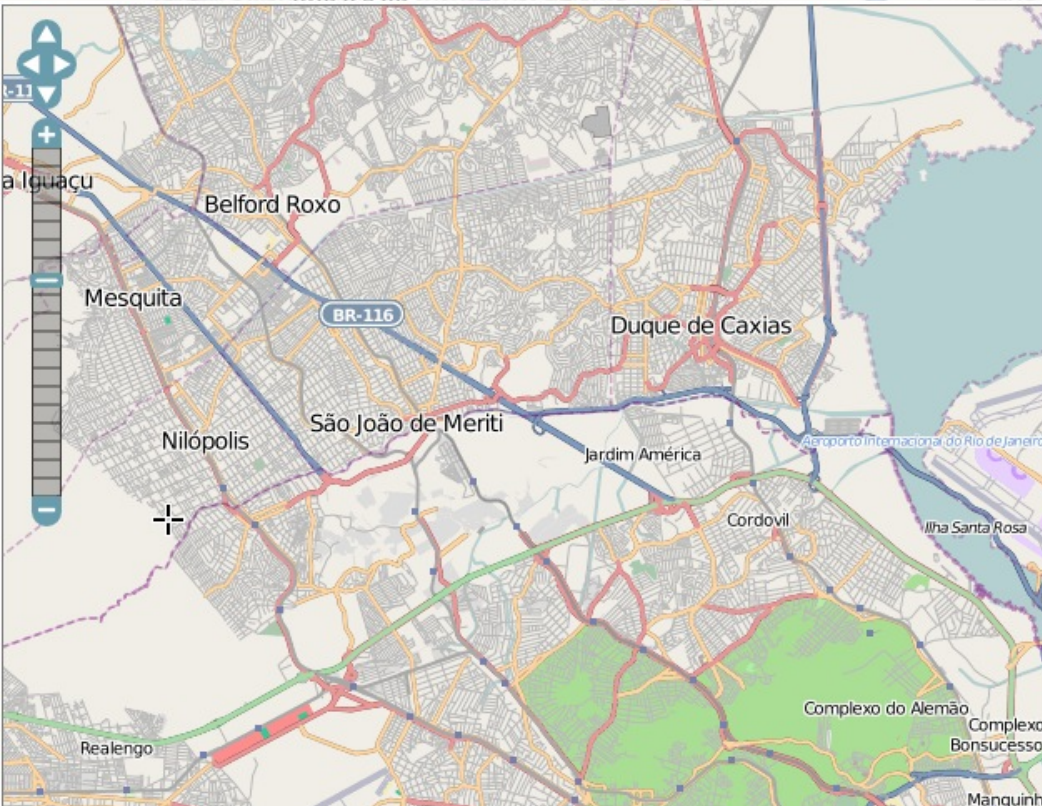 R-11
a Iguaçu
Belford Roxo
Mesquita
BR-116
Duque de Caxias
São João de Meriti
Nilópolis
Aeroporto Internacional do Rio de Janeiro
Jardim América
Cordovil
Ilha Santa Rosa
Complexo do Alemão
Complexo
Bonsucesso
Realengo
Manguinh